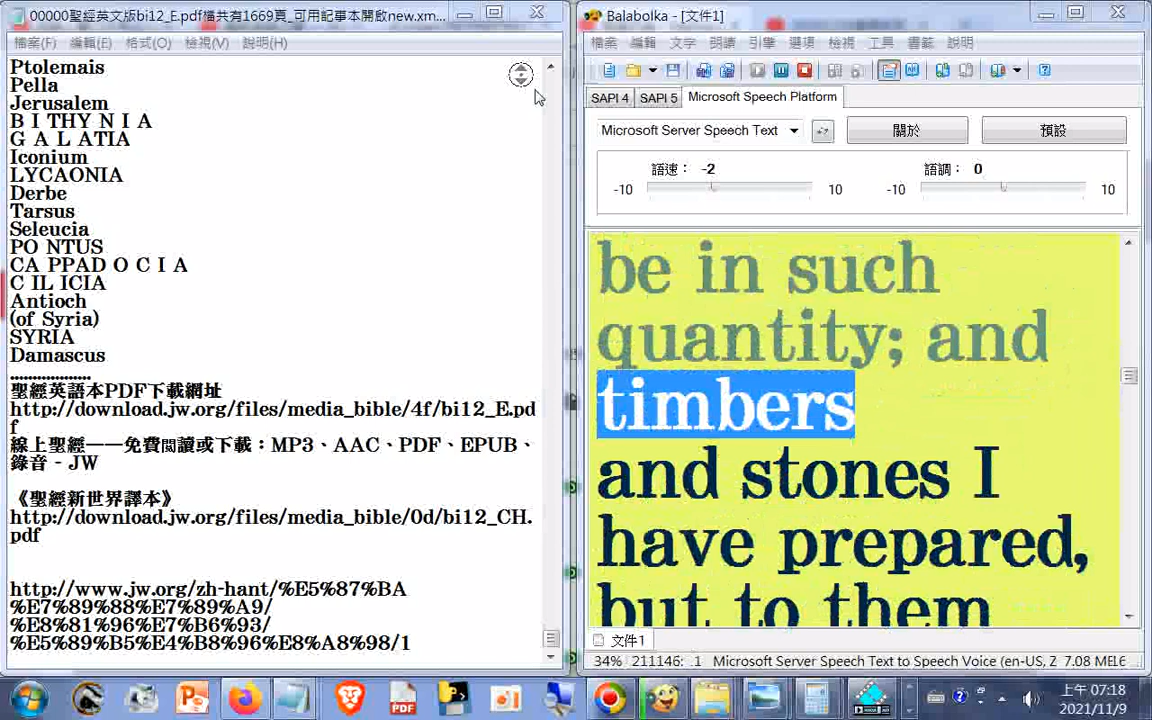 00000聖經英文版bi12_E.pdf檔共有1669頁_可用記事本開啟new.xm...
檔案(F) 編輯(E) 格式(O) 檢視(V) 說明(H)
Ptolemais
Pella
Jerusalem
B I THY N I A
G A L ATIA
Iconium
LYCAONIA
Derbe
Tarsus
Seleucia
PO NTUS
CA PPAD O C I A
C IL ICIA
Antioch
(of Syria)
SYRIA
Damascus
..................
聖經英語本PDF下載網址
http://download.jw.org/files/media_bible/4f/bi12_E.pd
f
線上聖經——免費閱讀或下載：MP3、AAC、PDF、EPUB、
錄音 - JW
《聖經新世界譯本》
http://download.jw.org/files/media_bible/0d/bi12_CH.
pdf
http://www.jw.org/zh-hant/%E5%87%BA
%E7%89%88%E7%89%A9/
%E8%81%96%E7%B6%93/
%E5%89%B5%E4%B8%96%E8%A8%98/1
Balabolka - [文件1]
檔案 編輯 文字 朗讀 引擎 選項 檢視 工具 書籤 說明
SAPI 4 SAPI 5 Microsoft Speech Platform
Microsoft Server Speech Text 關於 預設
語速： -2 語調： 0
-10 10 -10 10
be in such
quantity; and
timbers
and stones I
have prepared,
but to them
文件1
34% 211146: 1 Microsoft Server Speech Text to Speech Voice (en-US, Z 7.08 МЕ16
上午 07:18
2021/11/9